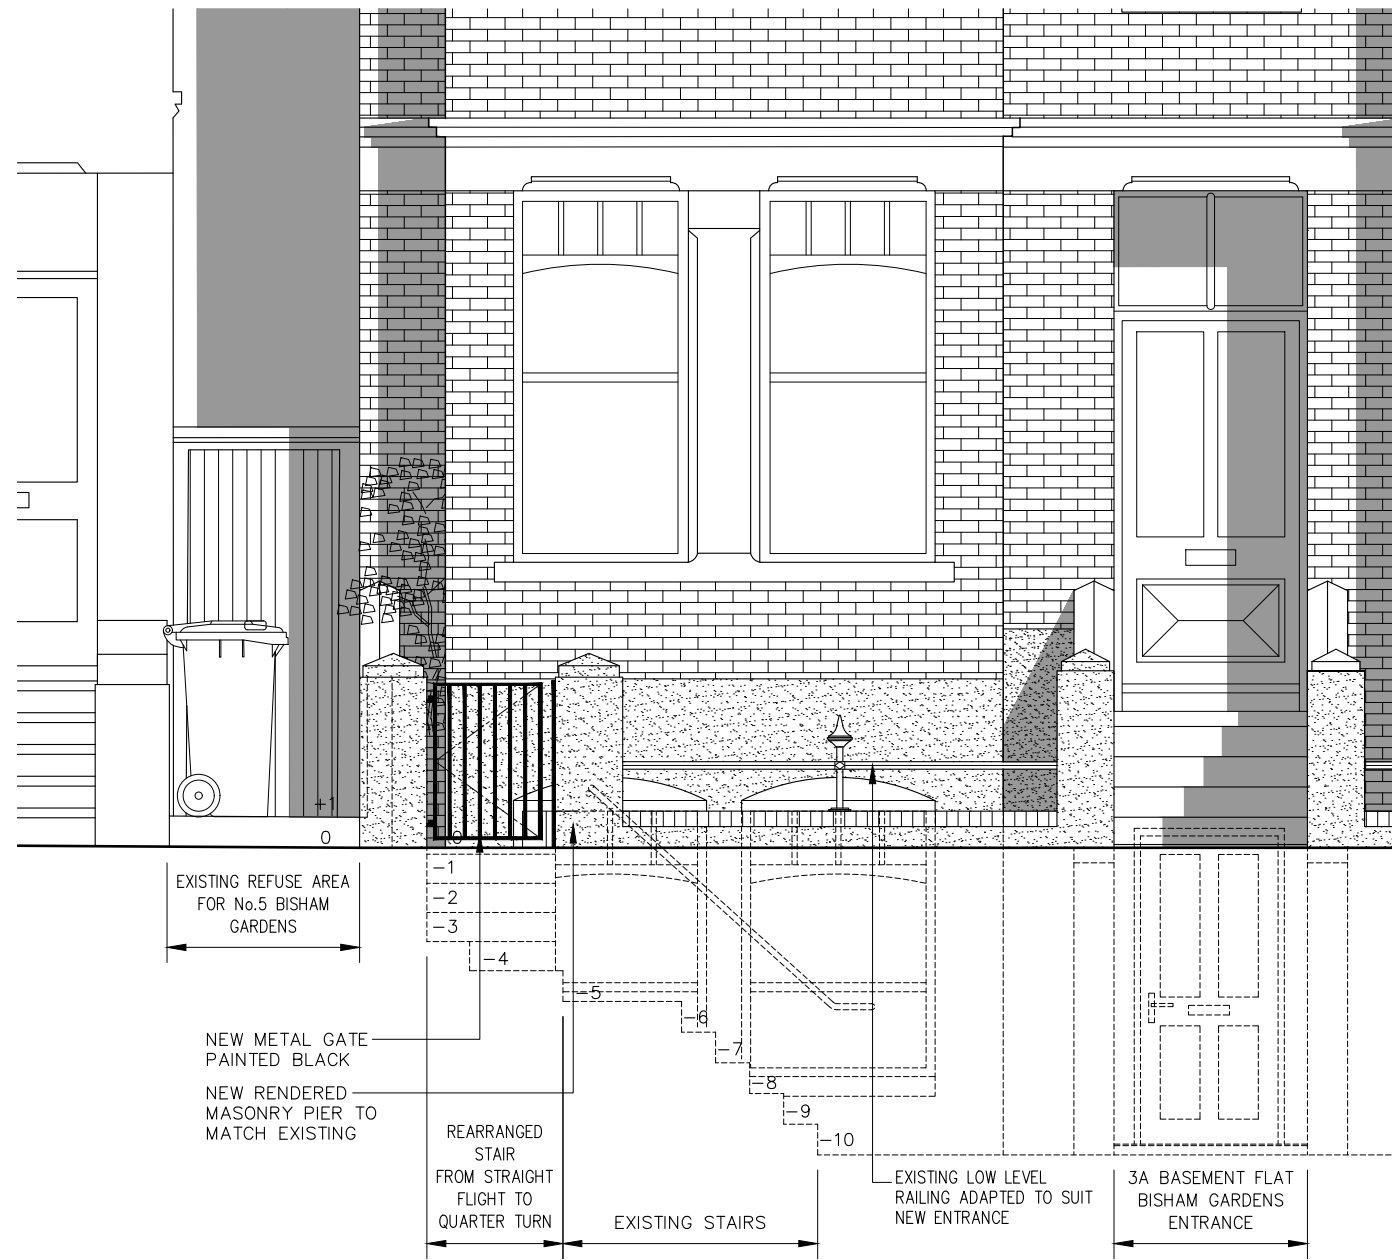 +1
0
0
-1
-2
-3
-4
-5
-6
-7
-8
-9
-10
EXISTING REFUSE AREA
FOR No.5 BISHAM
GARDENS
NEW METAL GATE
PAINTED BLACK
NEW RENDERED
MASONRY PIER TO
MATCH EXISTING
REARRANGED
STAIR
FROM STRAIGHT
FLIGHT TO
QUARTER TURN
EXISTING STAIRS
EXISTING LOW LEVEL
RAILING ADAPTED TO SUIT
NEW ENTRANCE
3A BASEMENT FLAT
BISHAM GARDENS
ENTRANCE